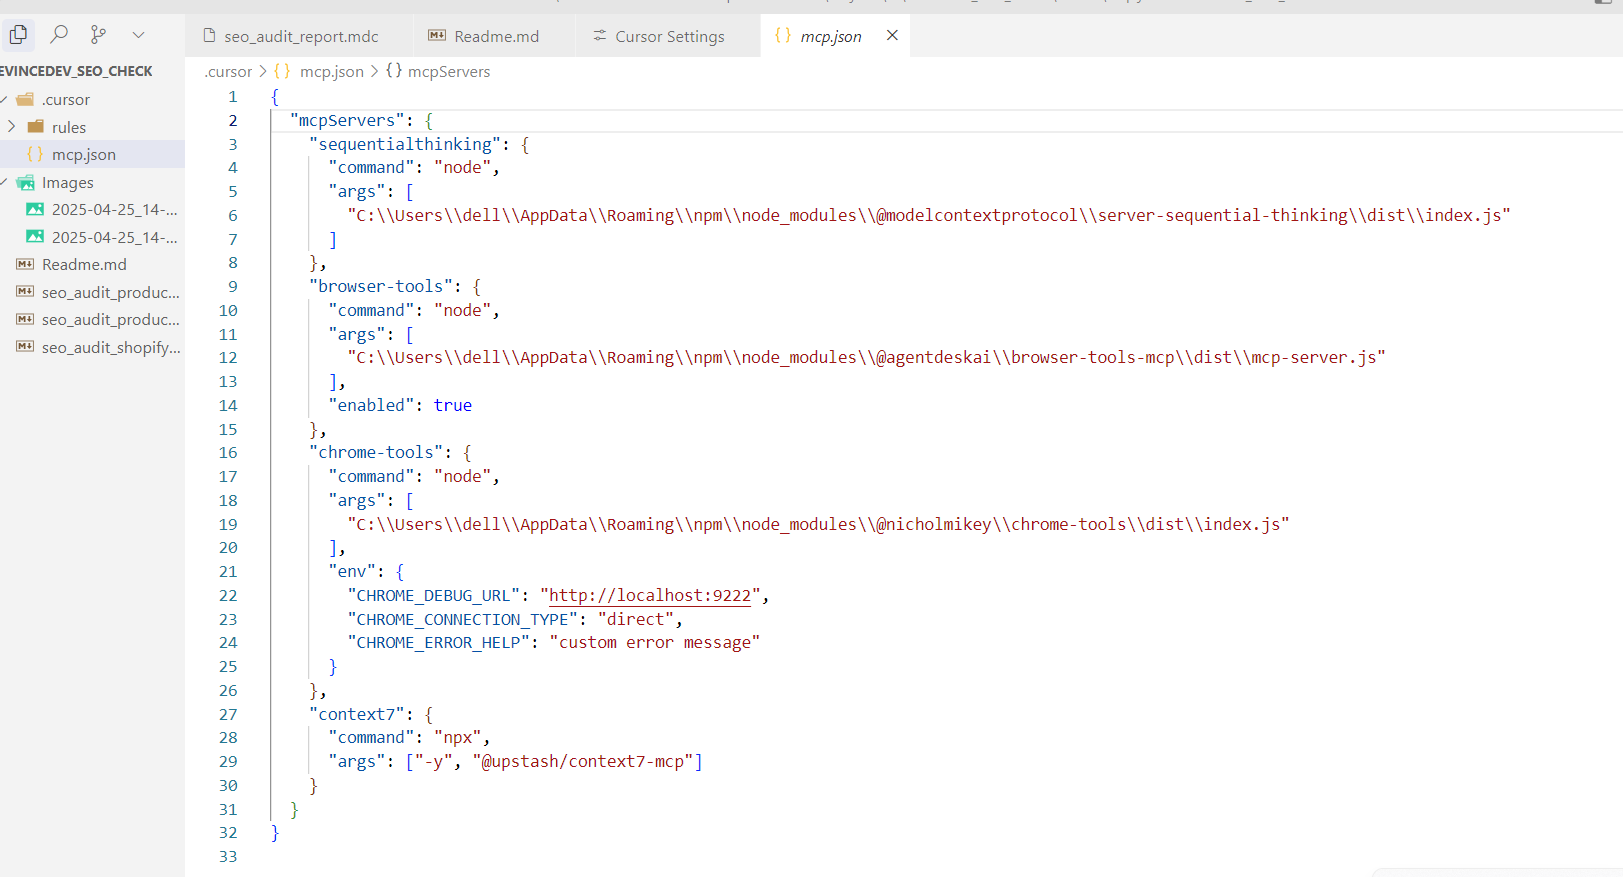 seo_audit_report.mdc
Readme.md
Cursor Settings
mcp.json
EVINCEDEV_SEO_CHECK
.cursor
rules
mcp.json
Images
2025-04-25_14-...
2025-04-25_14-...
Readme.md
seo_audit_produc...
seo_audit_produc...
seo_audit_shopify,...
.cursor > {} mcp.json > {} mcpServers
1 {
2 "mcpServers": {
3 "sequentialthinking": {
4 "command": "node",
5 "args": [
6 "C:\\Users\\dell\\AppData\\Roaming\\npm\\node_modules\\@modelcontextprotocol\\server-sequential-thinking\\dist\\index.js"
7 ]
8 },
9 "browser-tools": {
10 "command": "node",
11 "args": [
12 "C:\\Users\\dell\\AppData\\Roaming\\npm\\node_modules\\@agentdeskai\\browser-tools-mcp\\dist\\mcp-server.js"
13 ],
14 "enabled": true
15 },
16 "chrome-tools": {
17 "command": "node",
18 "args": [
19 "C:\\Users\\dell\\AppData\\Roaming\\npm\\node_modules\\@nicholmikey\\chrome-tools\\dist\\index.js"
20 ],
21 "env": {
22 "CHROME_DEBUG_URL": "http://localhost:9222",
23 "CHROME_CONNECTION_TYPE": "direct",
24 "CHROME_ERROR_HELP": "custom error message"
25 }
26 },
27 "context7": {
28 "command": "npx",
29 "args": ["-y", "@upstash/context7-mcp"]
30 }
31 }
32 }
33